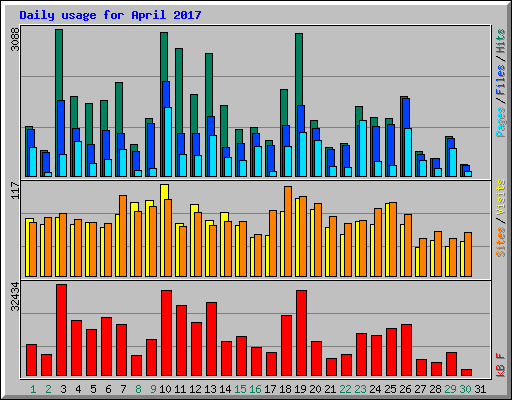 Daily usage for April 2017
3088
Pages / Files / Hits
117
Sites / Visits
32434
kB F
1 2 3 4 5 6 7 8 9 10 11 12 13 14 15 16 17 18 19 20 21 22 23 24 25 26 27 28 29 30 31